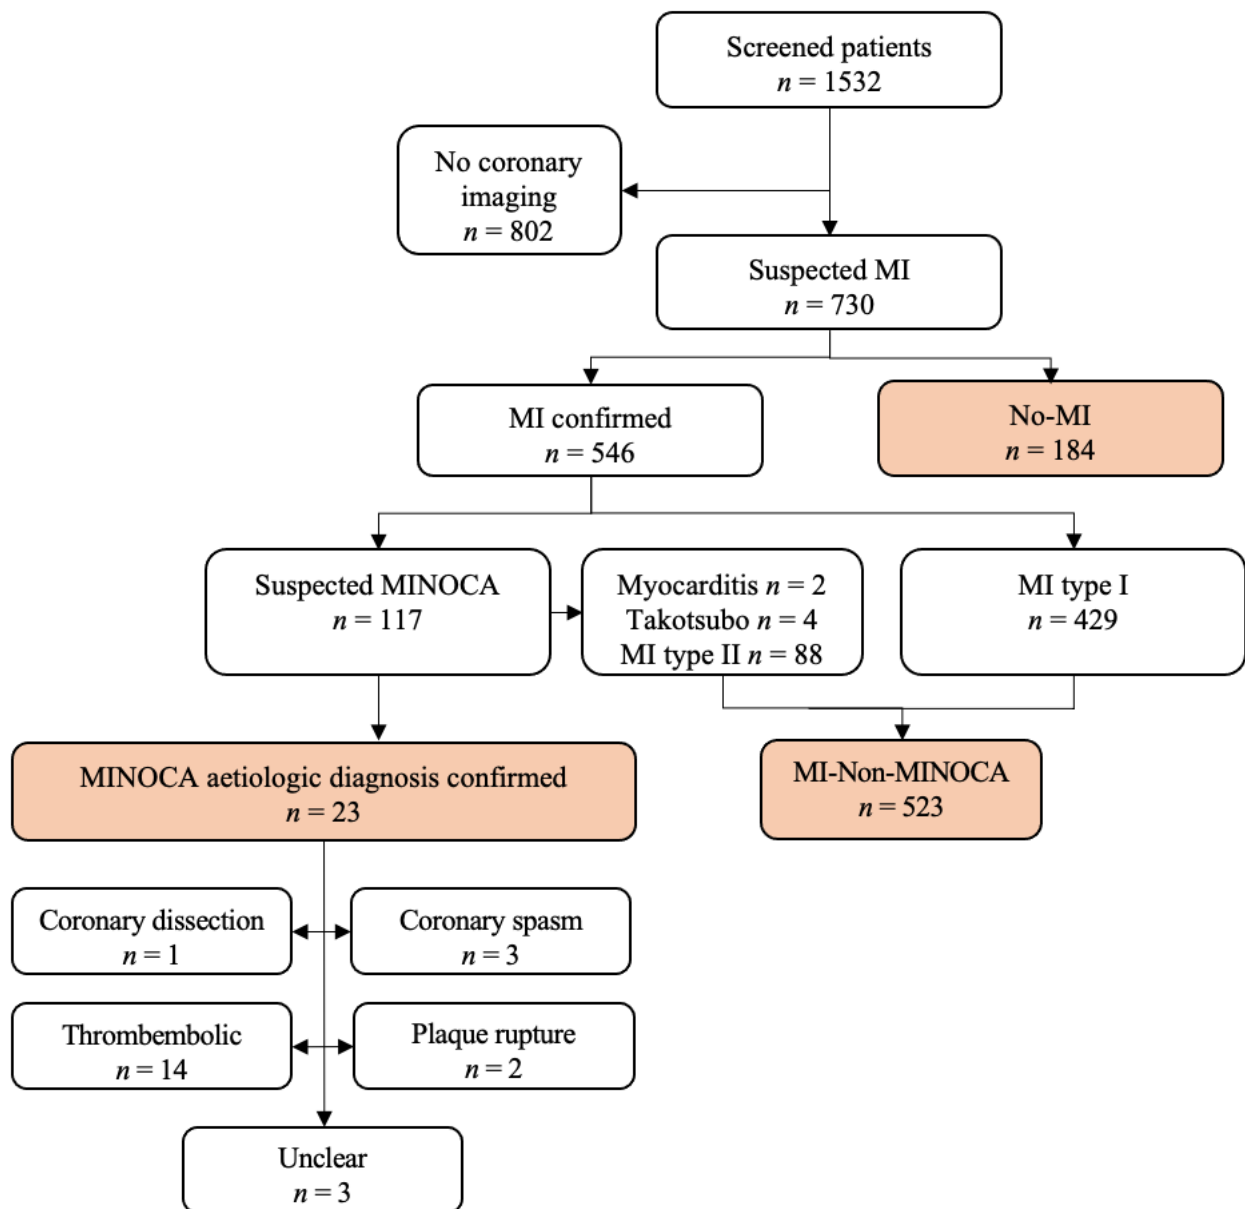 Screened patients
n = 1532
No coronary
imaging
n = 802
Suspected MI
n = 730
MI confirmed
n = 546
No-MI
n = 184
Suspected MINOCA
n = 117
Myocarditis n = 2
Takotsubo n = 4
MI type II n = 88
MI type I
n = 429
MINOCA aetiologic diagnosis confirmed
n = 23
MI-Non-MINOCA
n = 523
Coronary dissection
n = 1
Coronary spasm
n = 3
Thrombembolic
n = 14
Plaque rupture
n = 2
Unclear
n = 3